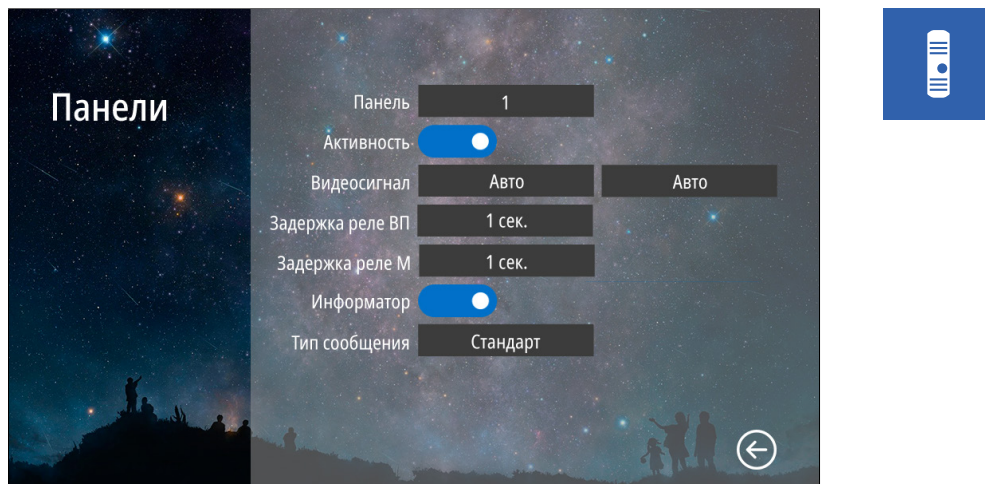 Панели
Панель 1
Активность
Видеосигнал Авто Авто
Задержка реле ВП 1 сек.
Задержка реле М 1 сек.
Информатор
Тип сообщения Стандарт